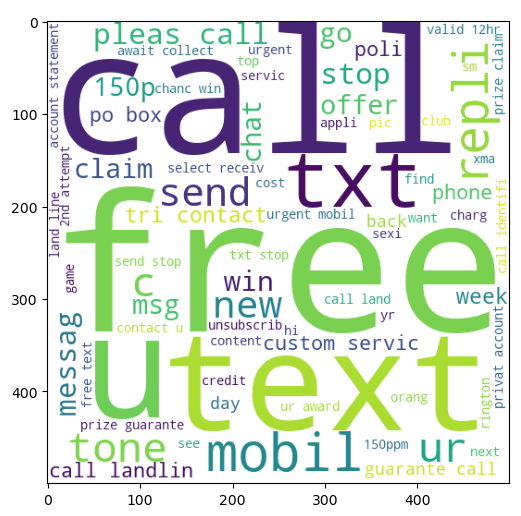 0
pleas call
call
go
valid 12hr
await collect
urgent
poli
account statement
prize claim
top
stop
sm
servic
repli
150p
chanc win
offer
100
po box
chat
appli
pic
club
claim
select receiv
txt
xma
2nd attempt
send
cost
find
phone
200
tri contact
urgent mobil
back
want
charg
land line
sexi
call identifi
free
send stop
txt stop
game
c
win
call land
week
300
msg
new
yr
contact u
unsubscrib
hi
messag
content
custom servic
privat account
u
text
free text
credit
orang
400
day
ur award
rington
prize guarante
tone
see
mobil
150ppm
ur
next
call landlin
guarante call
0
100
200
300
400